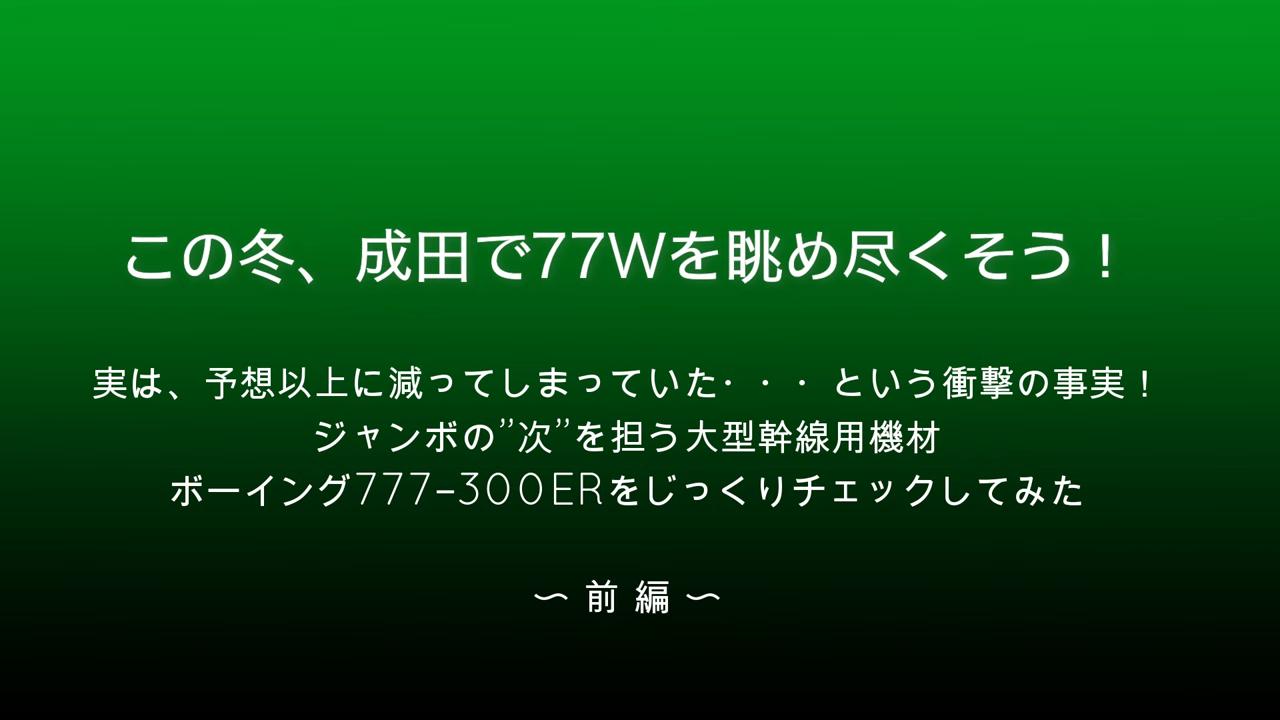 この冬、成田で77Wを眺め尽くそう！
実は、予想以上に減ってしまっていた・・・という衝撃の事実！
ジャンボの”次”を担う大型幹線用機材
ボーイング777-300ERをじっくりチェックしてみた
〜 前 編 〜